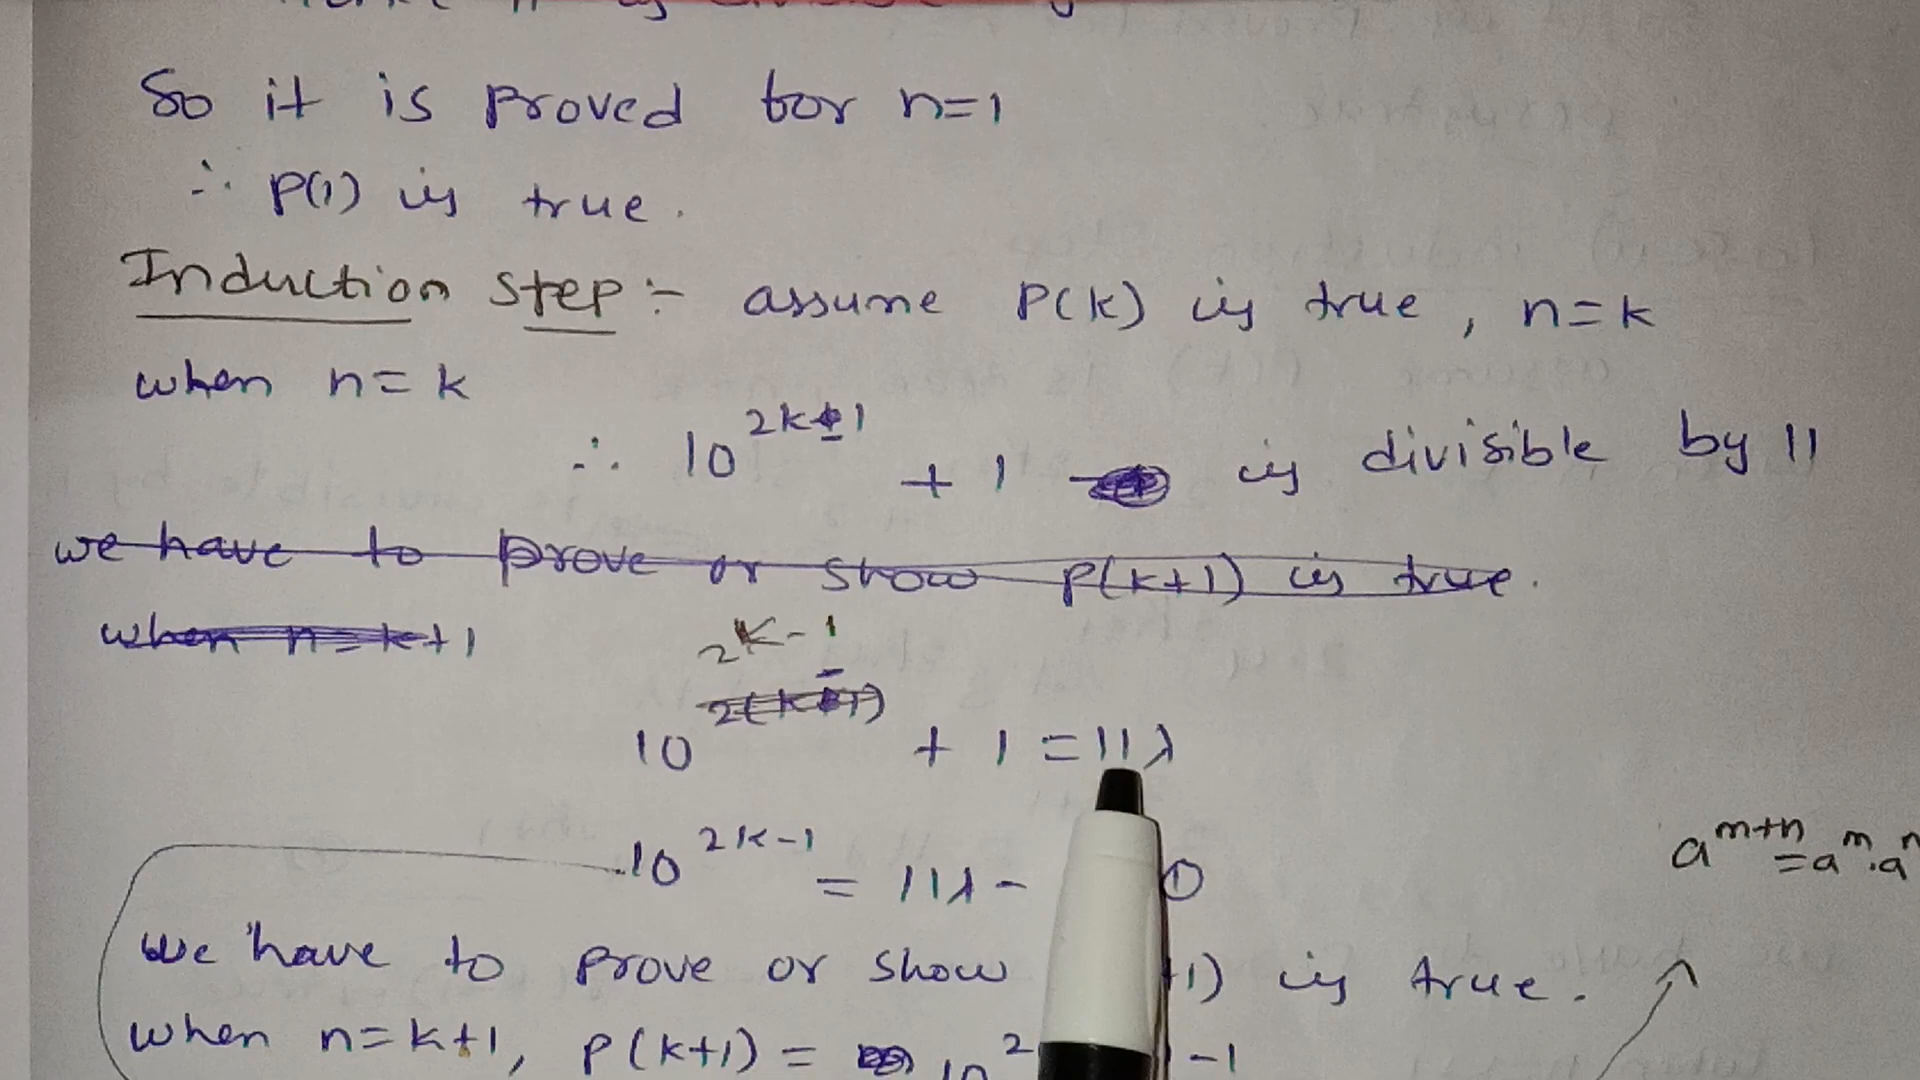 So it is proved for n=1
∴ P(1) is true.
Induction step :- assume P(k) is true, n=k
when n=k
∴ 10^{2k-1} + 1 is divisible by 11
we have to prove or show P(k+1) is true.
when n=k+1
10^{2k-1} + 1 = 11λ
10^{2k-1} = 11λ - ①
a^{m+n} = a^m . a^n
we have to prove or show +1) is true.
when n=k+1, P(k+1) = 10^2 -1